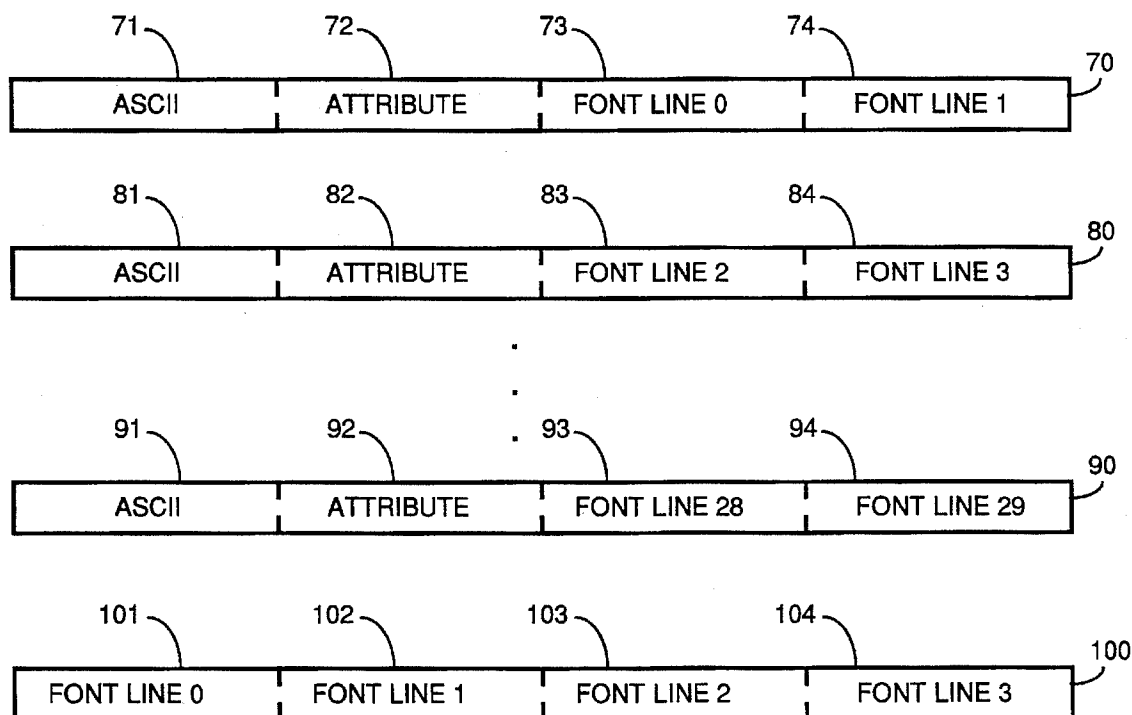 71 72 73 74
70
ASCII ATTRIBUTE FONT LINE 0 FONT LINE 1
81 82 83 84
80
ASCII ATTRIBUTE FONT LINE 2 FONT LINE 3
91 92 93 94
90
ASCII ATTRIBUTE FONT LINE 28 FONT LINE 29
101 102 103 104
100
FONT LINE 0 FONT LINE 1 FONT LINE 2 FONT LINE 3